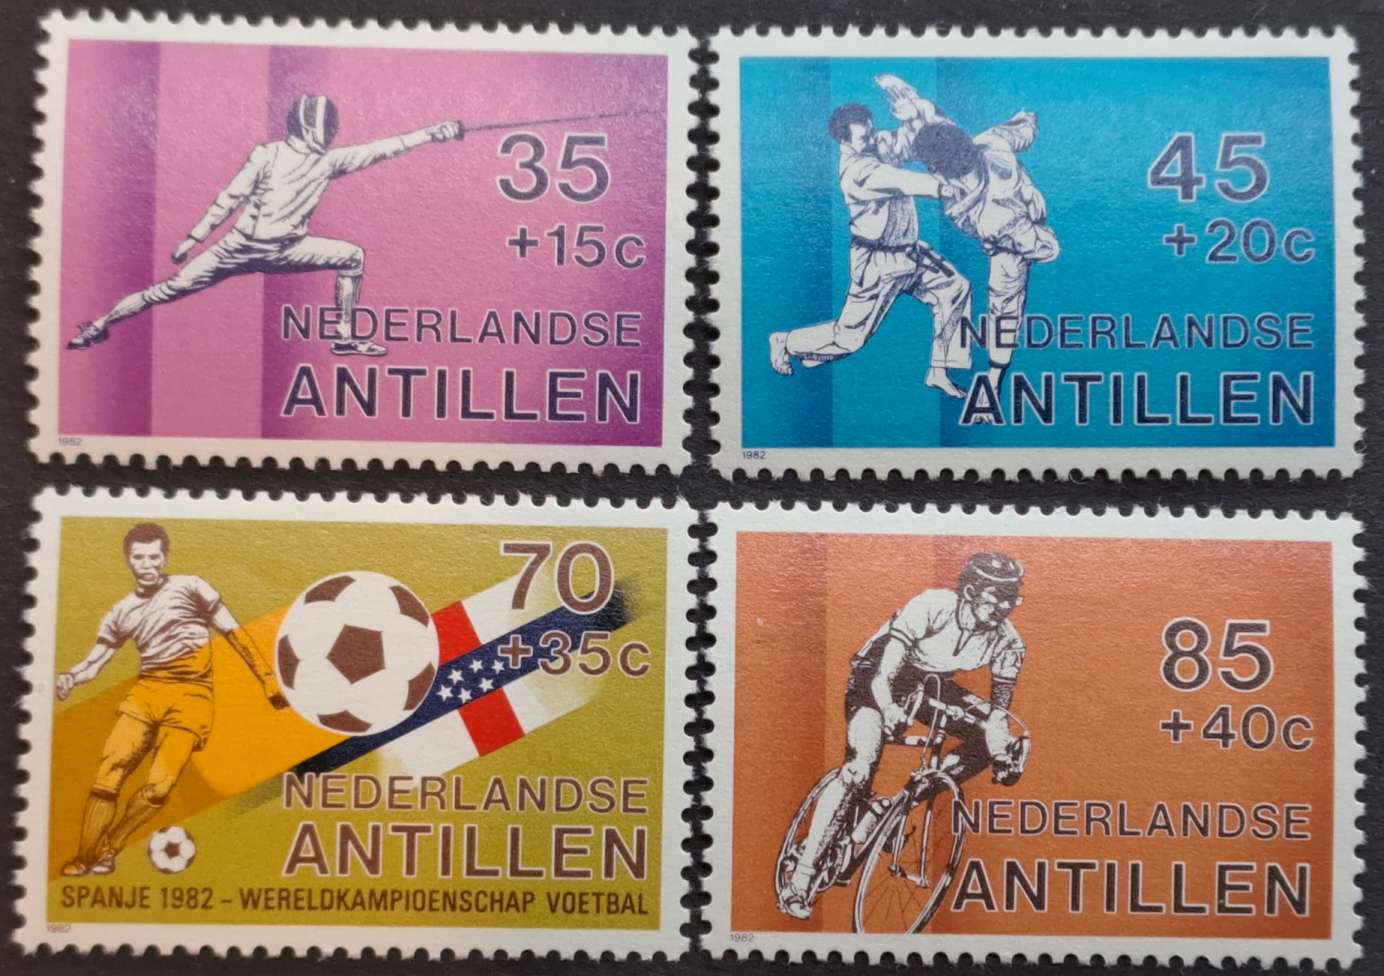 35
+15c
NEDERLANDSE
ANTILLEN
1982
45
+20c
NEDERLANDSE
ANTILLEN
1982
70
+35c
NEDERLANDSE
ANTILLEN
SPANJE 1982 – WERELDKAMPIOENSCHAP VOETBAL
1982
85
+40c
NEDERLANDSE
ANTILLEN
1982